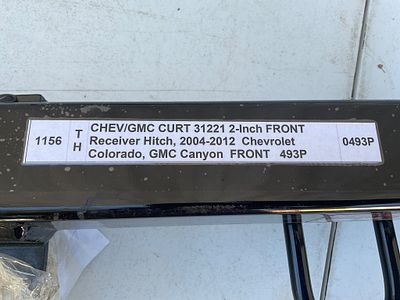 1156
T
H
CHEV/GMC CURT 31221 2-Inch FRONT
Receiver Hitch, 2004-2012 Chevrolet
Colorado, GMC Canyon FRONT 493P
0493P